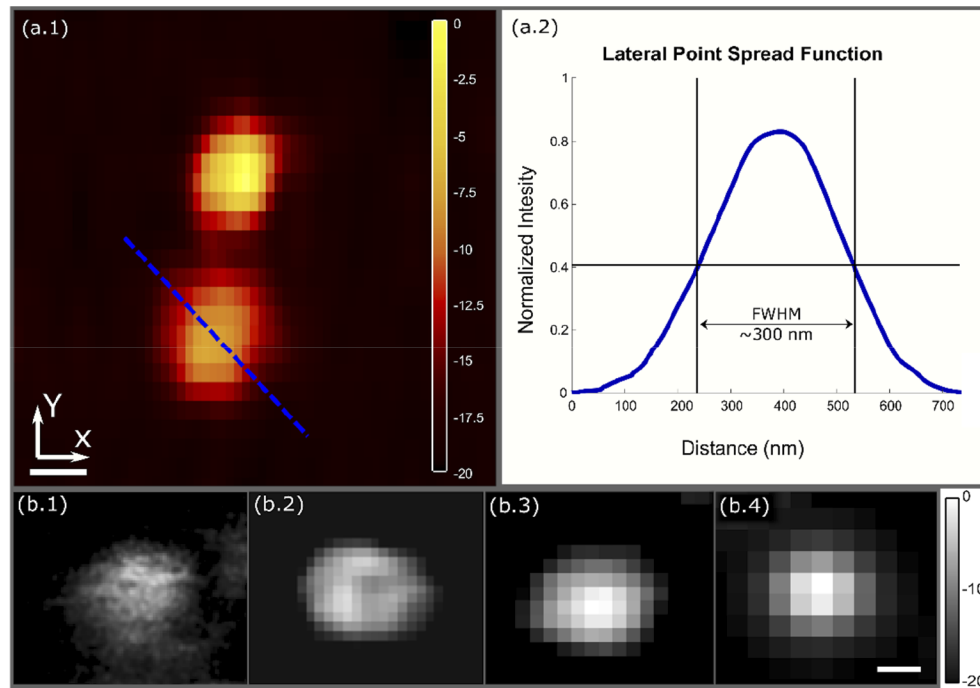 (a.1)
0
-2.5
-5
-7.5
-10
-12.5
-15
-17.5
-20
Y
X
(a.2)
Lateral Point Spread Function
Normalized Intesity
1
0.8
0.6
0.4
0.2
0
FWHM
~300 nm
0 100 200 300 400 500 600 700
Distance (nm)
(b.1)
(b.2)
(b.3)
(b.4)
0
-10
-20